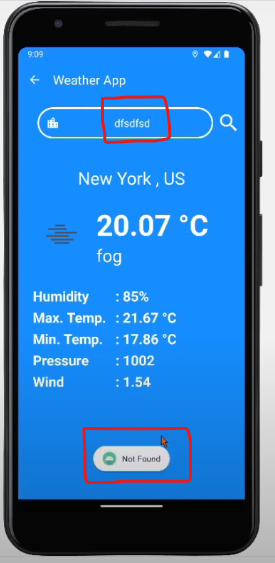 9:09
Weather App
dfsdfsd
New York , US
20.07 °C
fog
Humidity : 85%
Max. Temp. : 21.67 °C
Min. Temp. : 17.86 °C
Pressure : 1002
Wind : 1.54
Not Found